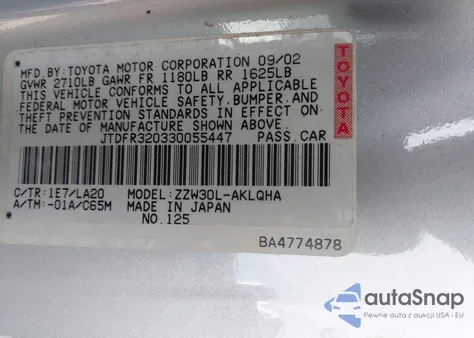 MFD. BY:TOYOTA MOTOR CORPORATION 09/02
GVWR 2710LB GAWR FR 1180LB RR 1625LB
THIS VEHICLE CONFORMS TO ALL APPLICABLE
FEDERAL MOTOR VEHICLE SAFETY, BUMPER, AND
THEFT PREVENTION STANDARDS IN EFFECT ON
THE DATE OF MANUFACTURE SHOWN ABOVE.
JTDFR320330055447 PASS. CAR
TOYOTA
C/TR:1E7/LA20 MODEL:ZZW30L-AKLQHA
A/TM:-01A/C65M MADE IN JAPAN
NO.125
BA4774878
autoSnap
Pewne auta z aukcji USA i EU